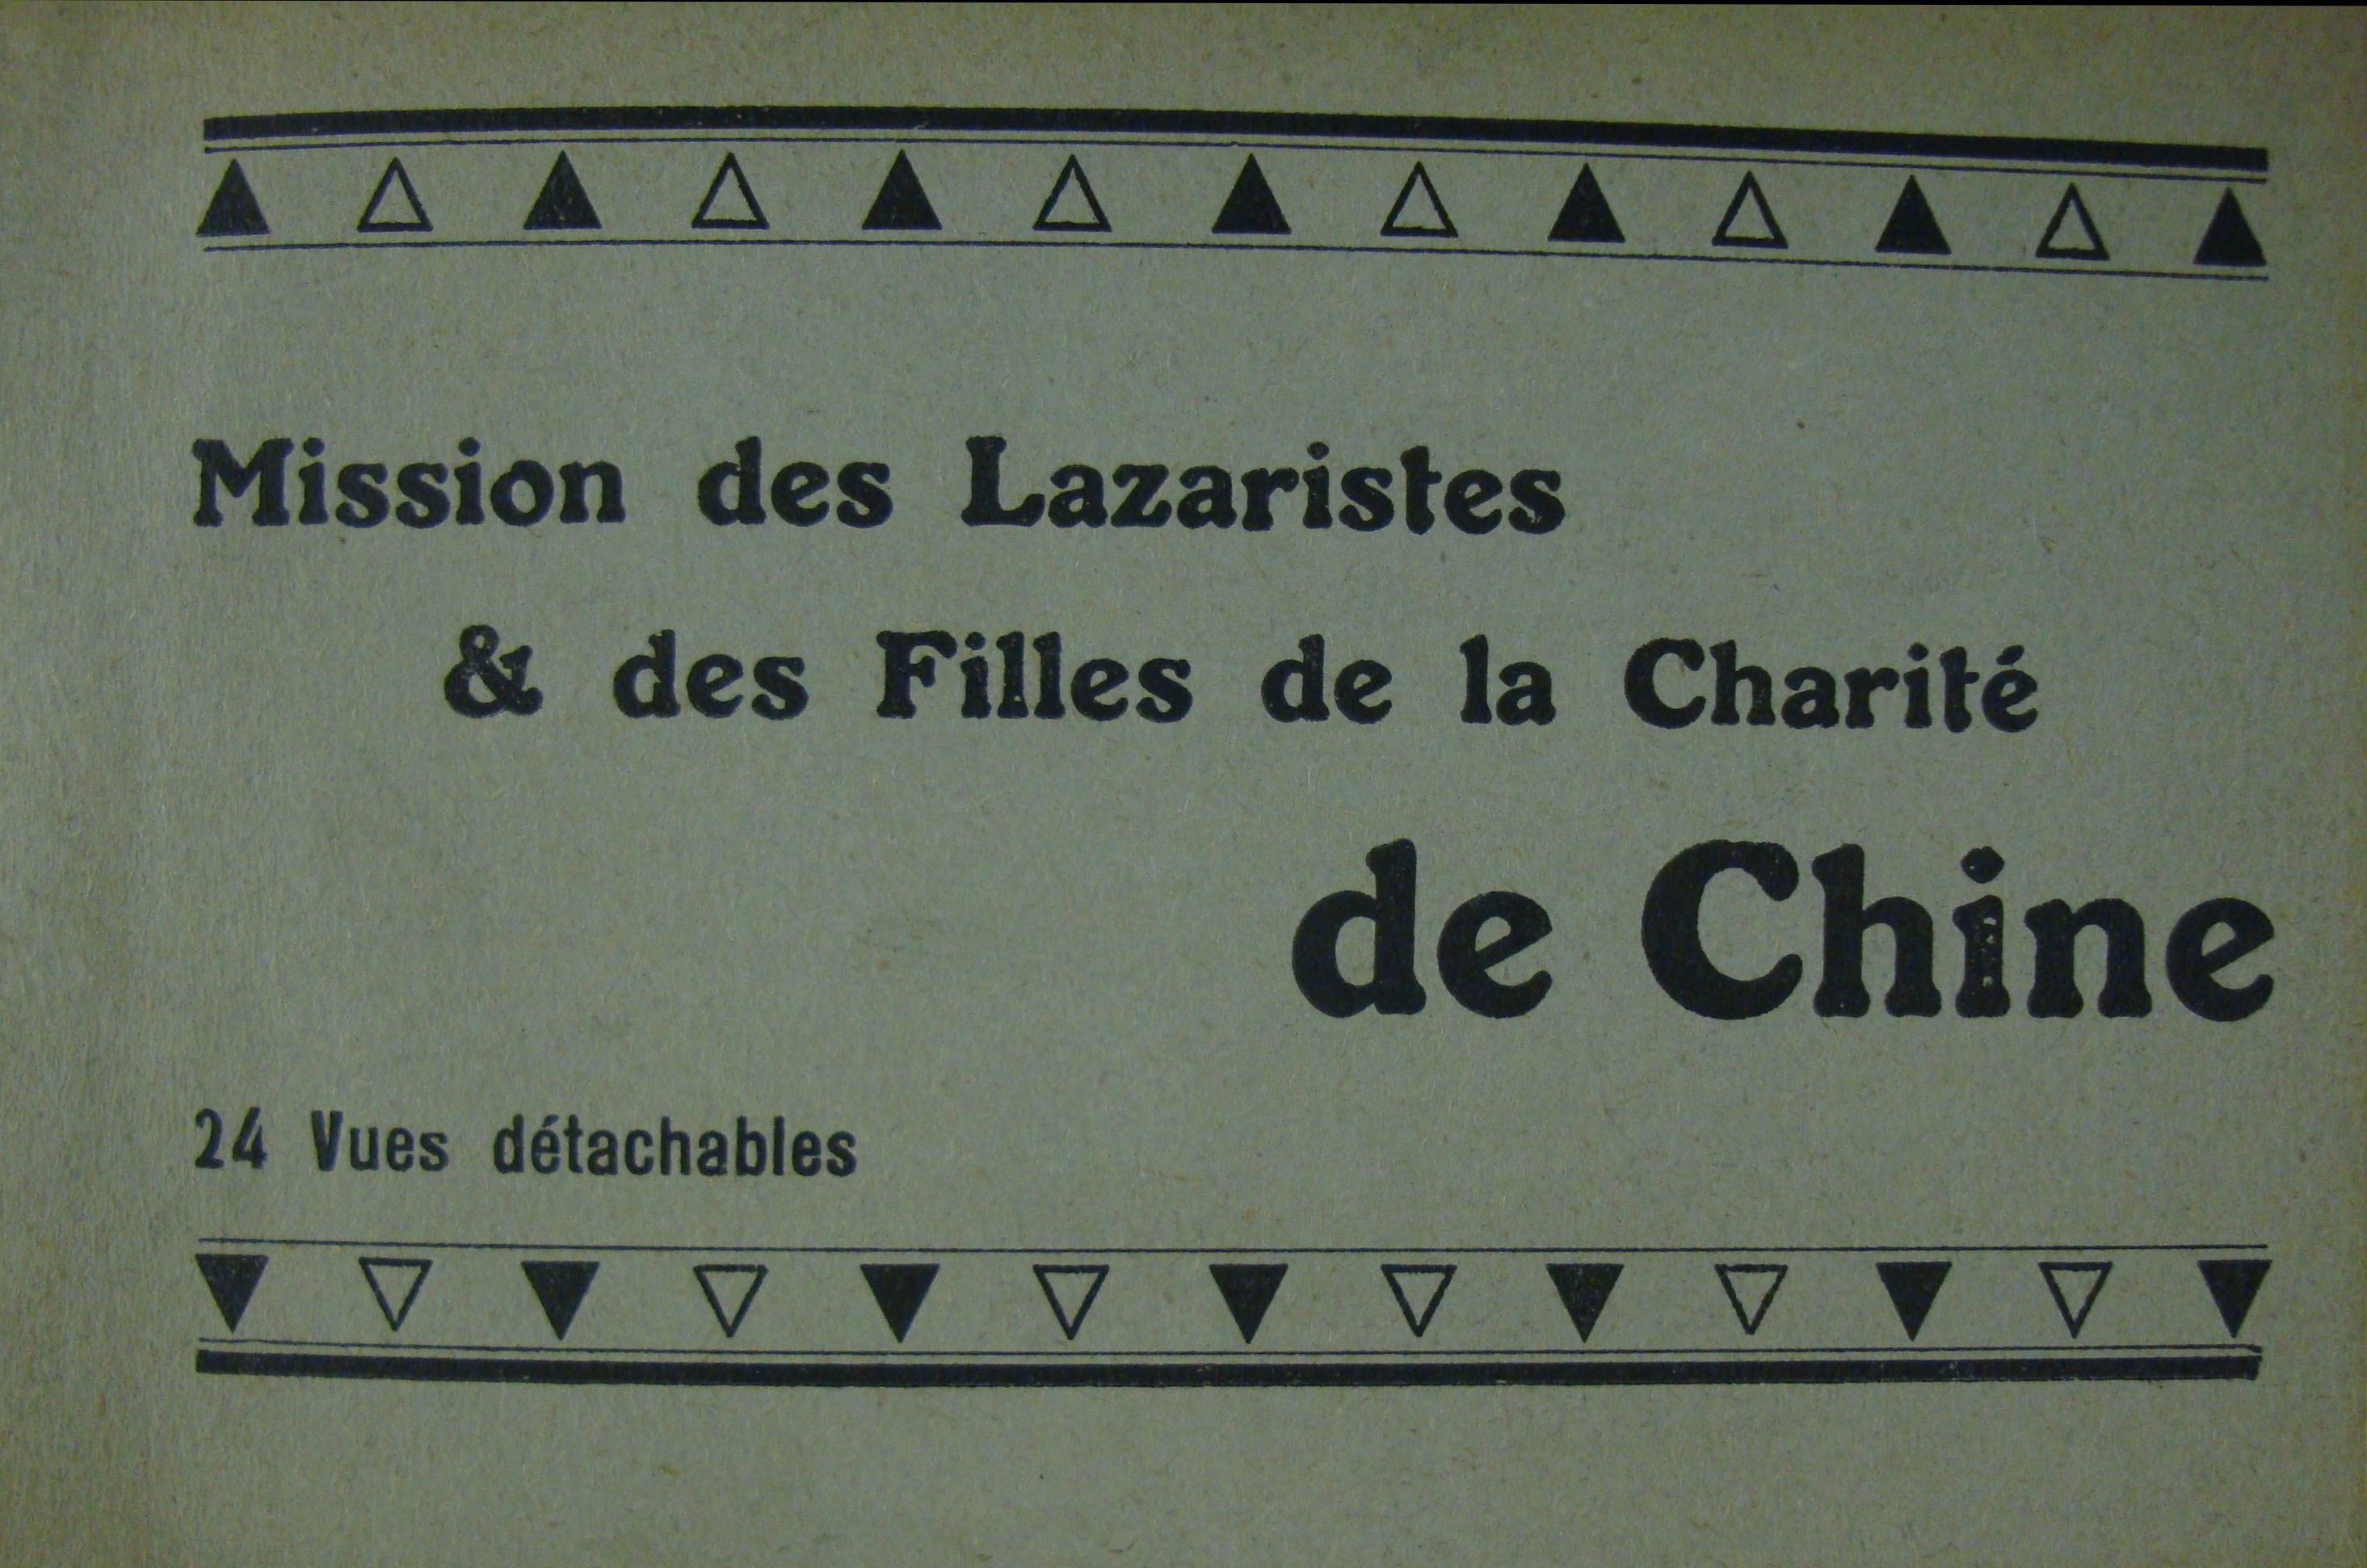 Mission des Lazaristes
& des Filles de la Charité
de Chine
24 Vues détachables